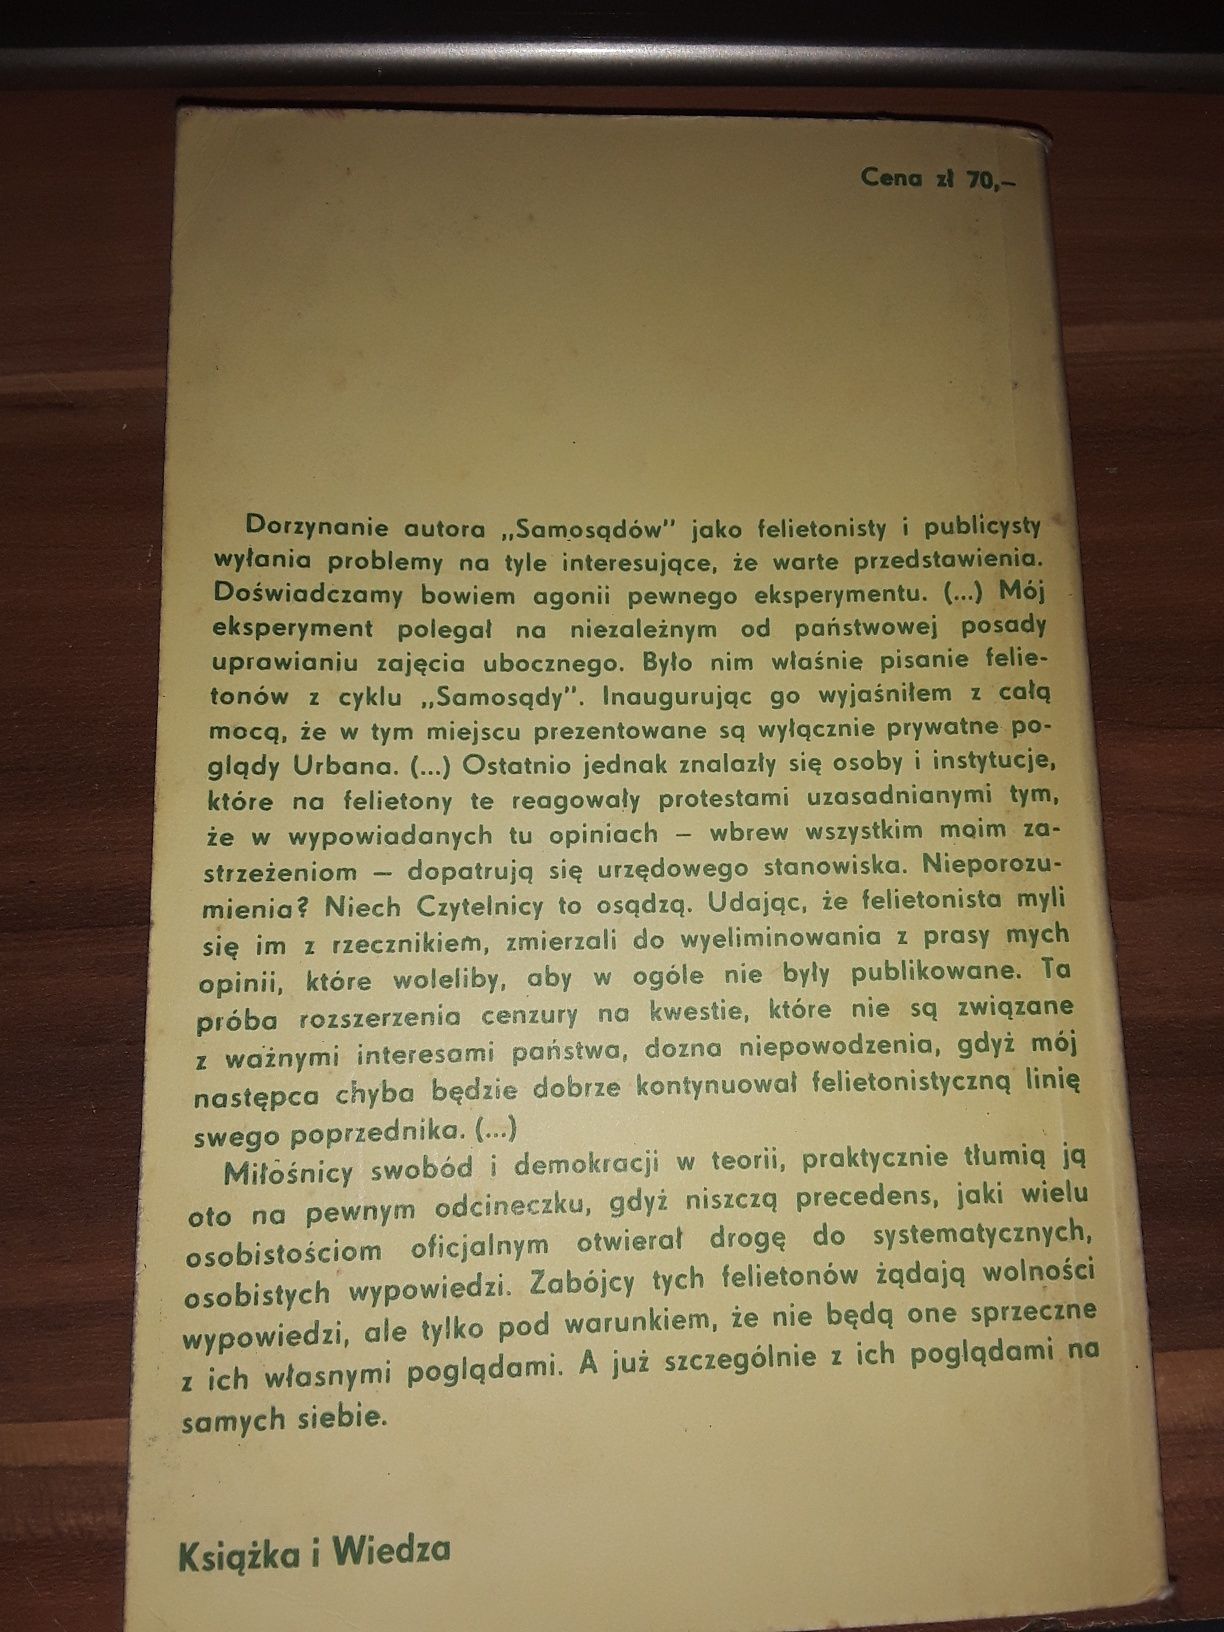 Cena zł 70,–
Dorzynanie autora „Samosądów" jako felietonisty i publicysty
wyłania problemy na tyle interesujące, że warte przedstawienia.
Doświadczamy bowiem agonii pewnego eksperymentu. (...) Mój
eksperyment polegał na niezależnym od państwowej posady
uprawianiu zajęcia ubocznego. Było nim właśnie pisanie felie-
tonów z cyklu „Samosądy". Inaugurując go wyjaśniłem z całą
mocą, że w tym miejscu prezentowane są wyłącznie prywatne po-
glądy Urbana. (...) Ostatnio jednak znalazły się osoby i instytucje,
które na felietony te reagowały protestami uzasadnianymi tym,
że w wypowiadanych tu opiniach – wbrew wszystkim moim za-
strzeżeniom – dopatrują się urzędowego stanowiska. Nieporozu-
mienia? Niech Czytelnicy to osądzą. Udając, że felietonista myli
się im z rzecznikiem, zmierzali do wyeliminowania z prasy mych
opinii, które woleliby, aby w ogóle nie były publikowane. Ta
próba rozszerzenia cenzury na kwestie, które nie są związane
z ważnymi interesami państwa, dozna niepowodzenia, gdyż mój
następca chyba będzie dobrze kontynuował felietonistyczną linię
swego poprzednika. (...)
Miłośnicy swobód i demokracji w teorii, praktycznie tłumią ją
oto na pewnym odcineczku, gdyż niszczą precedens, jaki wielu
osobistościom oficjalnym otwierał drogę do systematycznych,
osobistych wypowiedzi. Zabójcy tych felietonów żądają wolności
wypowiedzi, ale tylko pod warunkiem, że nie będą one sprzeczne
z ich własnymi poglądami. A już szczególnie z ich poglądami na
samych siebie.
Książka i Wiedza